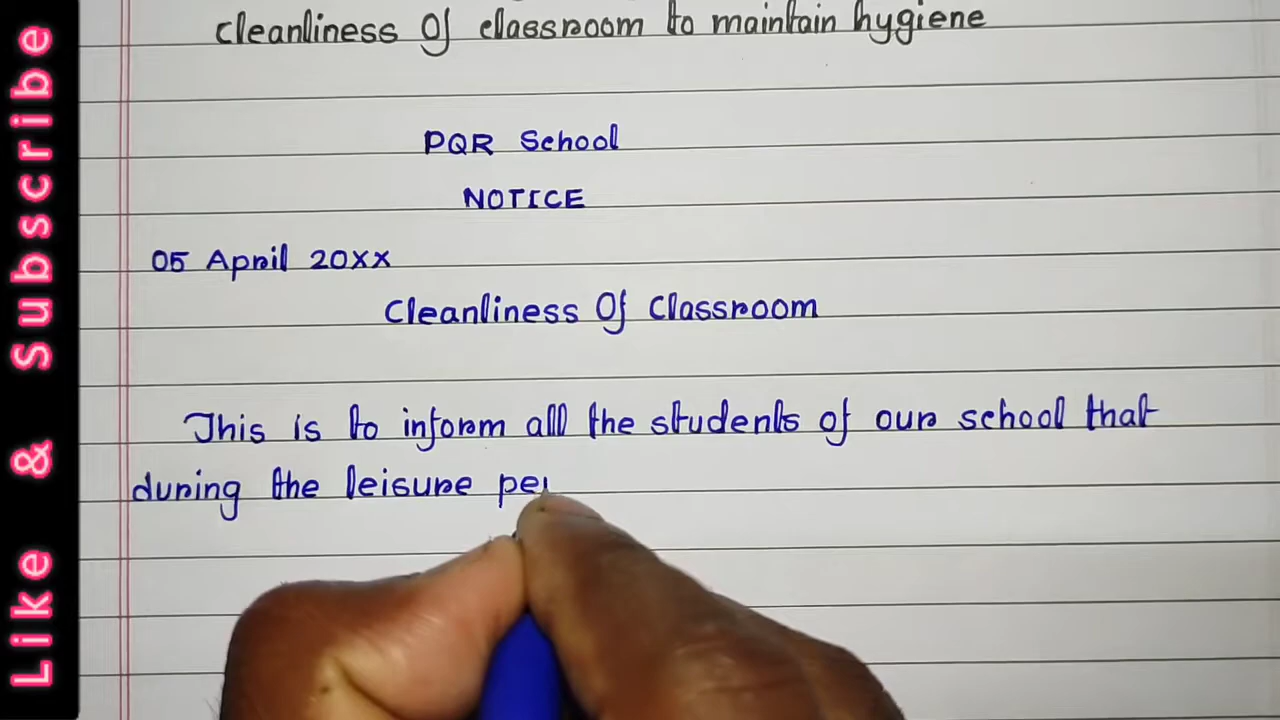 cleanliness Of classroom to maintain hygiene
PQR School
NOTICE
05 April 20XX
Cleanliness Of Classroom
This is to inform all the students of our school that
during the leisure pe
Like & Subscribe